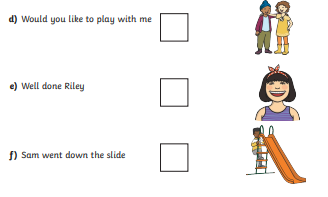 d) Would you like to play with me
e) Well done Riley
f) Sam went down the slide